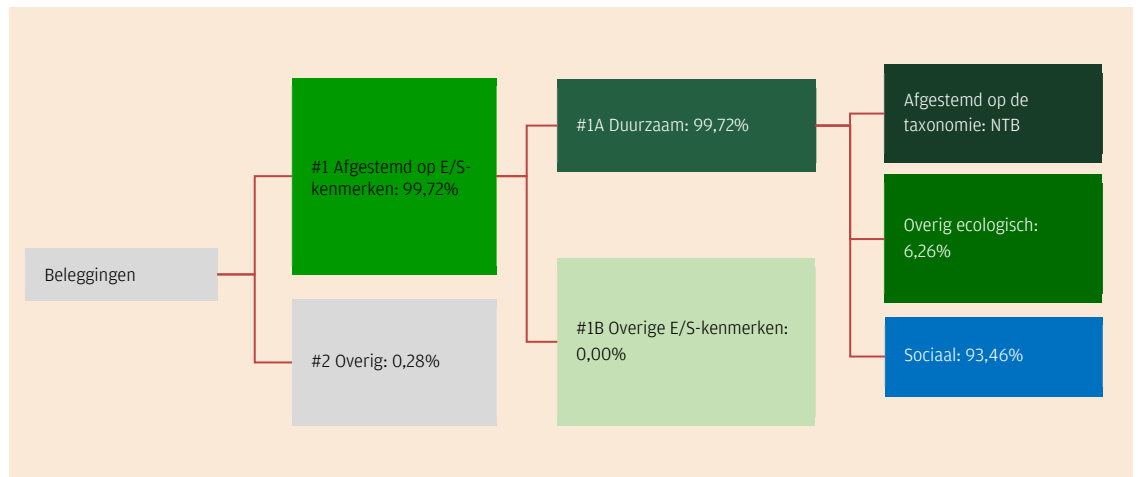 Beleggingen
#1 Afgestemd op E/S-
kenmerken: 99,72%
#2 Overig: 0,28%
#1A Duurzaam: 99,72%
#1B Overige E/S-kenmerken:
0,00%
Afgestemd op de
taxonomie: NTB
Overig ecologisch:
6,26%
Sociaal: 93,46%